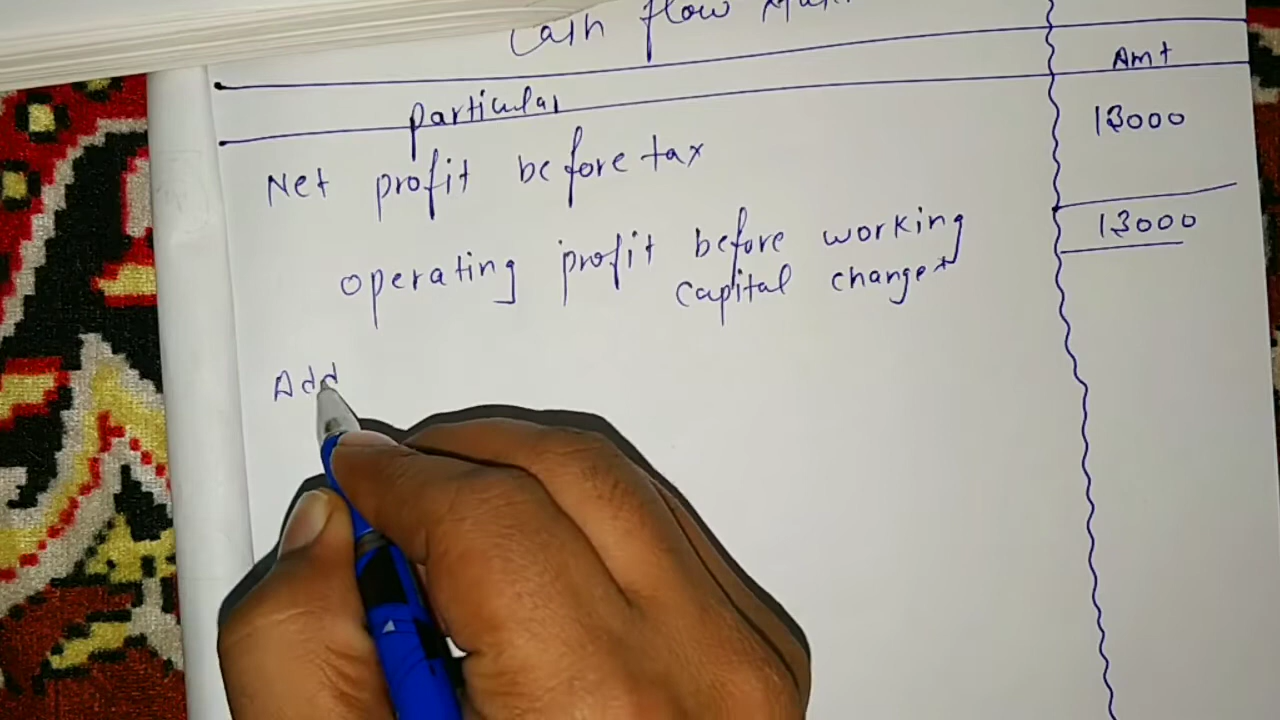 Cash flow
Amt
particular
Net profit before tax 13000
operating profit before working 13000
capital changes
Add